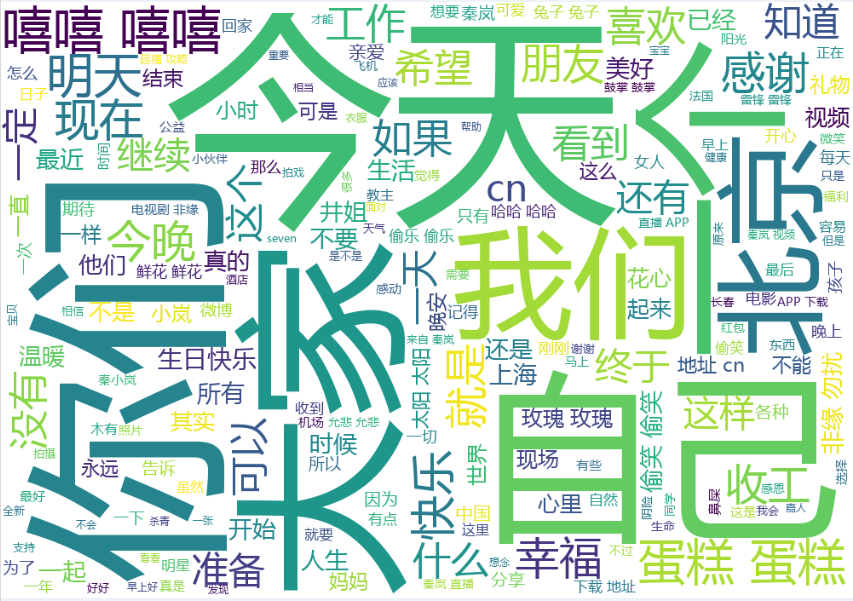 嘻嘻 嘻嘻
回家
今天
才能
工作
想要
秦岚
可爱
兔子 兔子
喜欢
已经
知道
怎么
明天
延禧 攻略
重要
亲爱
飞机
希望
朋友
宝宝
阳光
正在
日子
结束
相当
应该
美好
鼓掌 鼓掌
感谢
礼物
现在
小时
可是
衣服
法国
雷锋 雷锋
视频
一定
公益
如果
帮助
看到
早上
开心
微笑
最近
时间
继续
小伙伴
那么
拍戏
生活
觉得
这么
女人
健康
每天
只是
教主
cn
还有
北京
福利
一直
期待
电视剧 非缘
这个
井姐
面对
只有
哈哈 哈哈
直播 APP
原来
容易
但是
一次
一样
今晚
seven
不要
天气
偷乐 偷乐
我们
秦岚 视频
他们
鲜花 鲜花
真的
酒店
是不是
一天
需要
花心
最后
孩子
宝贝
相信
不是
小岚
微博
感动
晚安
记得
起来
长春
电影
APP 下载
你们
大家
来自 秦岚
还是
刚刚
谢谢
红包
偷笑
东西
晚上
温暖
秦小岚
生日快乐
太阳 太阳
就是
上海
马上
终于
地址 cn
不能
勿扰
没有
所有
收到
机场
允悲 允悲
自己
玫瑰 玫瑰
偷笑 偷笑
这样
各种
非缘
木有
照片
其实
可以
时候
一切
世界
现场
有些
拍摄
永远
告诉
所以
快乐
收工
感恩
选择
最好
虽然
因为
心里
自然
阴险
同学
鼻屎
这是
我会
嘉人
全新
一下
杀青
一张
开始
有点
就要
中国
这里
生命
支持
不会
看看
准备
人生
什么
想念
幸福
不过
蛋糕 蛋糕
为了
一起
明星
一年
好好
早上好
真是
发现
妈妈
秦岚 直播
分享
下载 地址